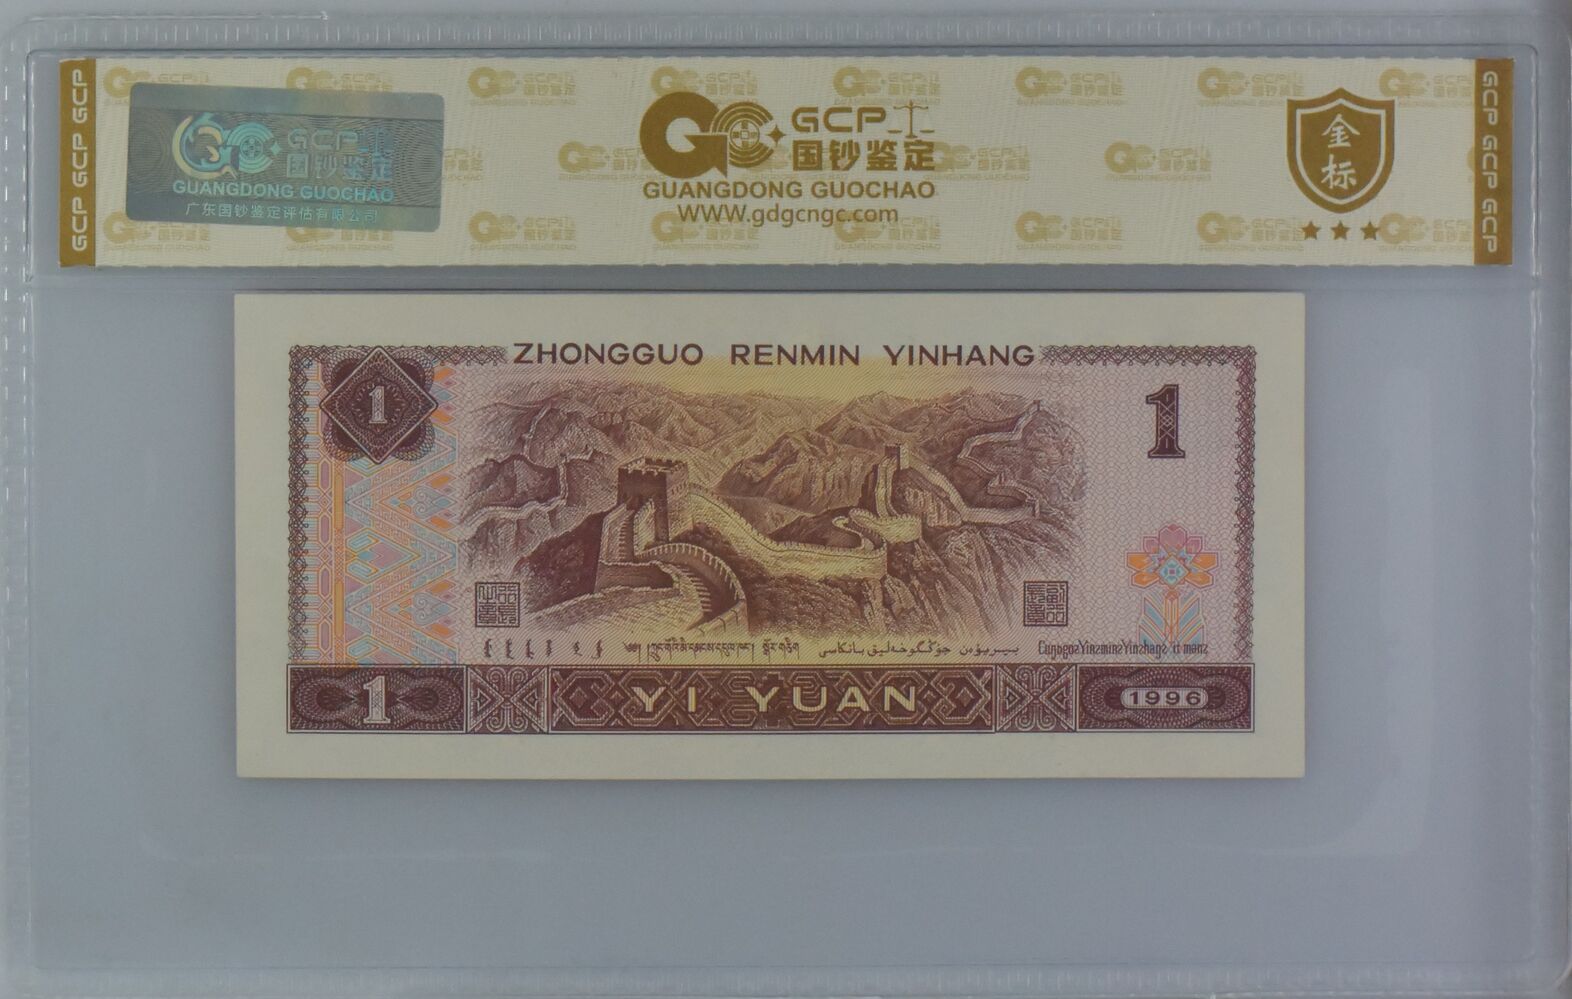 GCP GCP GCP
GCP
国钞鉴定
GUANGDONG GUOCHAO
广东国钞鉴定评估有限公司
GCP
国钞鉴定
GUANGDONG GUOCHAO
WWW.gdgcngc.com
金
标
GCP GCP GCP
ZHONGGUO RENMIN YINHANG
1
1
1
YI YUAN
1996